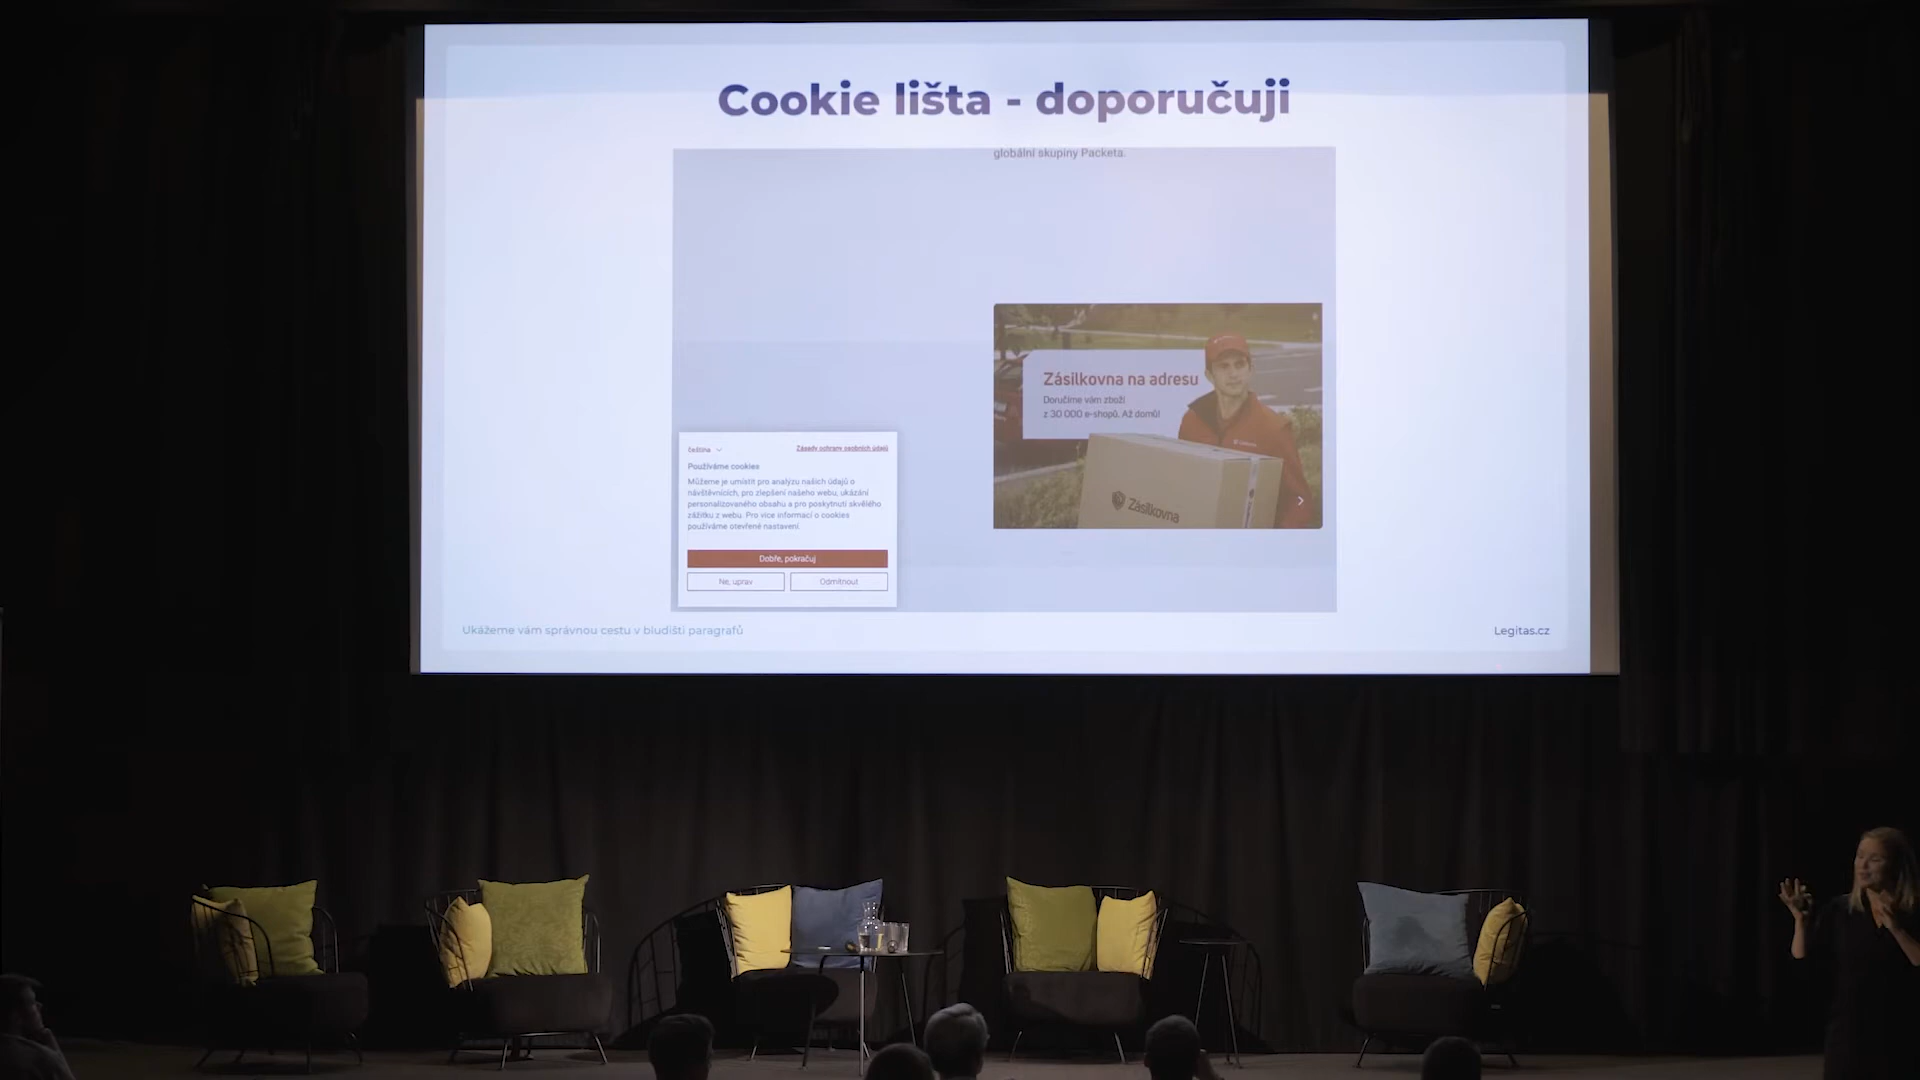 Cookie lišta - doporučuji
globální skupiny Packeta.
Zásilkovna na adresu
Doručíme vám zboží
z 30 000 e-shopů. Až domů!
Zásilkovna
čeština
Zásady ochrany osobních údajů
Používáme cookies
Můžeme je umístit pro analýzu našich údajů o
návštěvnících, pro zlepšení našeho webu, ukázání
personalizovaného obsahu a pro poskytnutí skvělého
zážitku z webu. Pro více informací o cookies
používáme otevřené nastavení.
Dobře, pokračuj
Ne, uprav
Odmítnout
Ukážeme vám správnou cestu v bludišti paragrafů
Legitas.cz